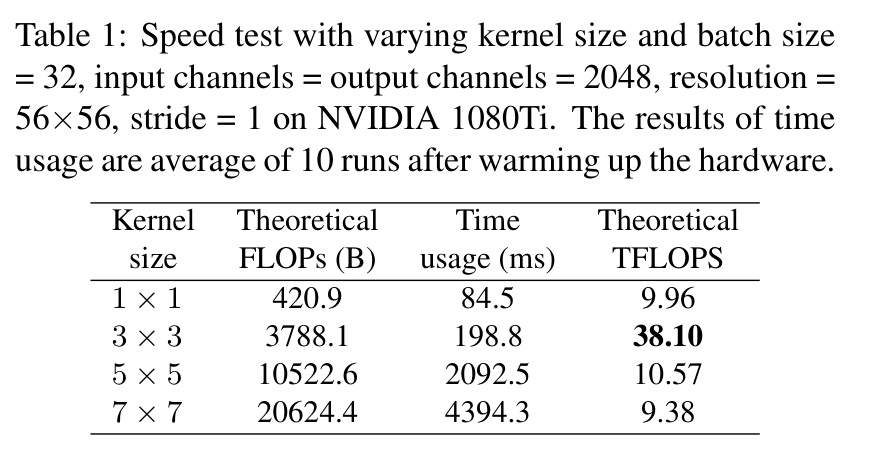 Table 1: Speed test with varying kernel size and batch size
= 32, input channels = output channels = 2048, resolution =
56×56, stride = 1 on NVIDIA 1080Ti. The results of time
usage are average of 10 runs after warming up the hardware.
Kernel Theoretical Time Theoretical
size FLOPs (B) usage (ms) TFLOPS
1 × 1 420.9 84.5 9.96
3 × 3 3788.1 198.8 38.10
5 × 5 10522.6 2092.5 10.57
7 × 7 20624.4 4394.3 9.38